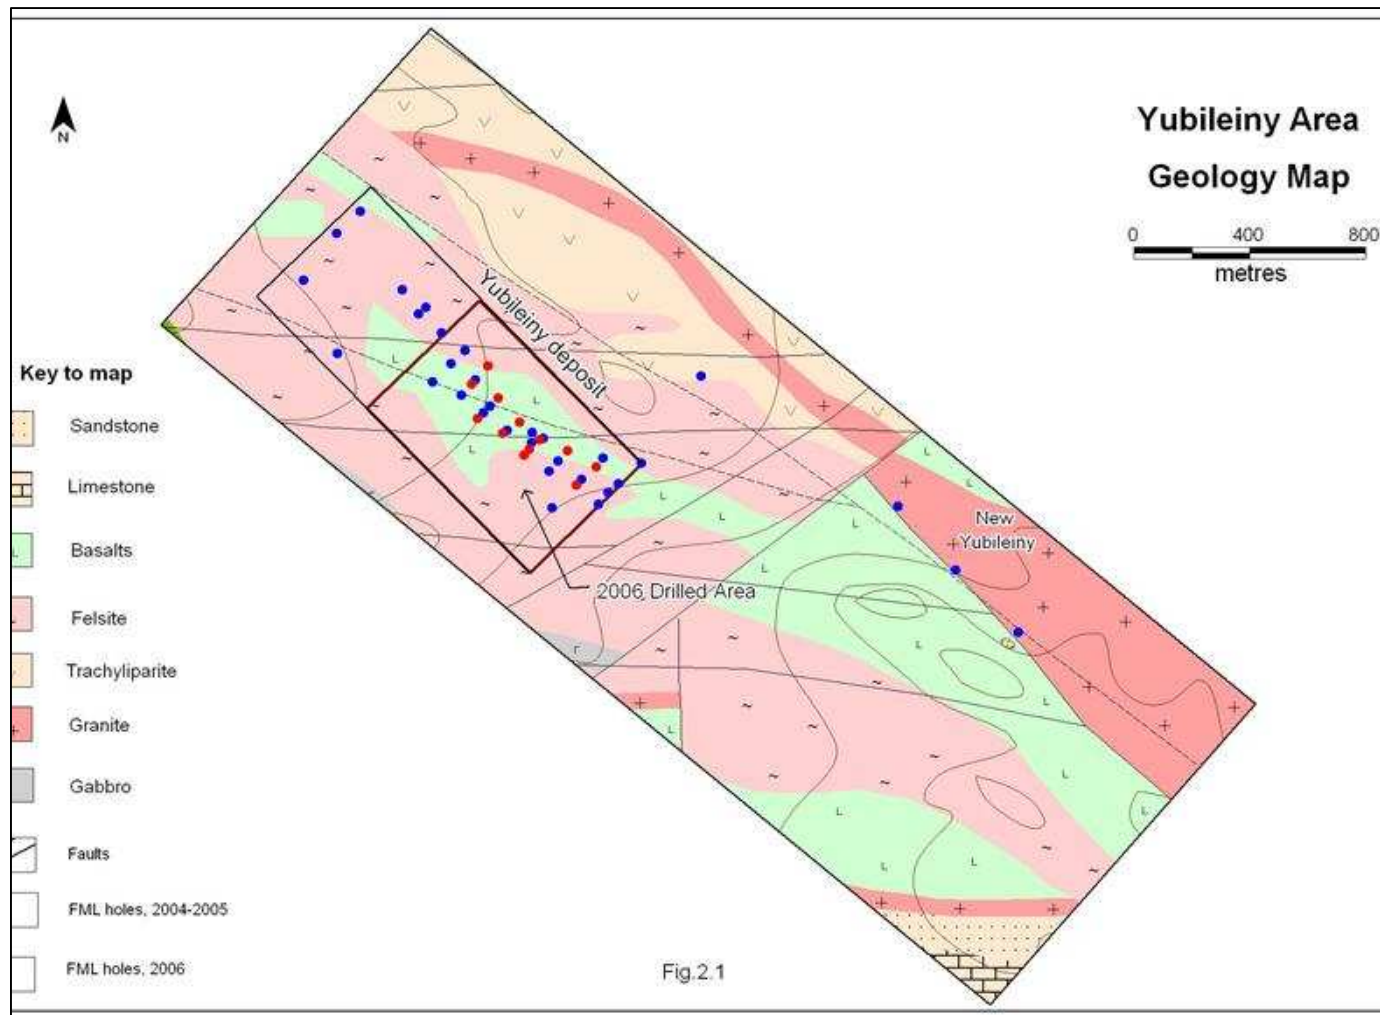 Yubileiny Area
Geology Map
N
0 400 800
metres
Yubileiny deposit
Key to map
Sandstone
Limestone
Basalts
Felsite
Trachyliparite
Granite
Gabbro
Faults
FML holes, 2004-2005
FML holes, 2006
New
Yubileiny
2006 Drilled Area
Fig.2.1